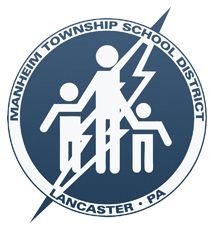 MANHEIM TOWNSHIP SCHOOL DISTRICT
LANCASTER • PA